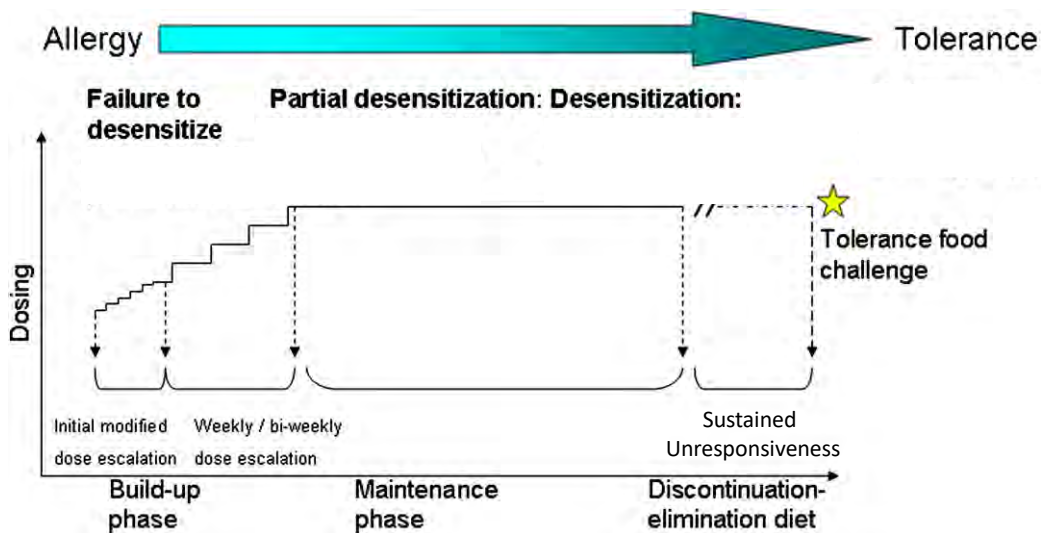 Allergy
Tolerance
Failure to
desensitize
Partial desensitization: Desensitization:
Dosing
Tolerance food
challenge
Initial modified
dose escalation
Weekly / bi-weekly
dose escalation
Sustained
Unresponsiveness
Build-up
phase
Maintenance
phase
Discontinuation-
elimination diet